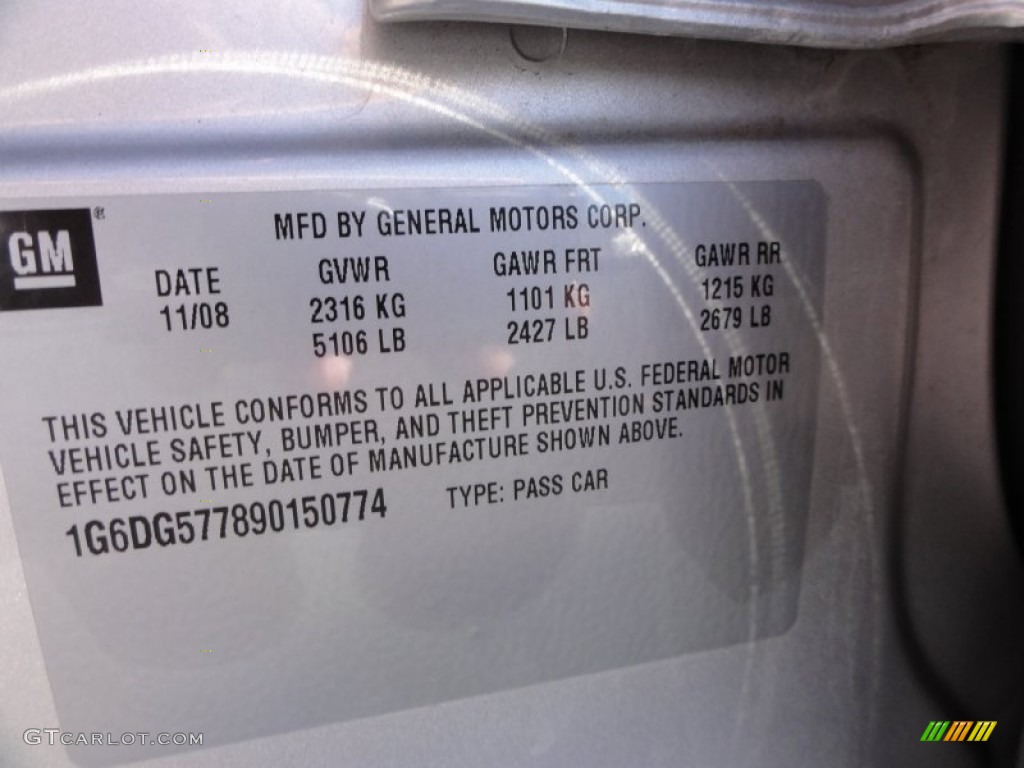 GM®
MFD BY GENERAL MOTORS CORP.
DATE GVWR GAWR FRT GAWR RR
11/08 2316 KG 1101 KG 1215 KG
5106 LB 2427 LB 2679 LB
THIS VEHICLE CONFORMS TO ALL APPLICABLE U.S. FEDERAL MOTOR
VEHICLE SAFETY, BUMPER, AND THEFT PREVENTION STANDARDS IN
EFFECT ON THE DATE OF MANUFACTURE SHOWN ABOVE.
1G6DG577890150774 TYPE: PASS CAR
GTCARLOT.COM